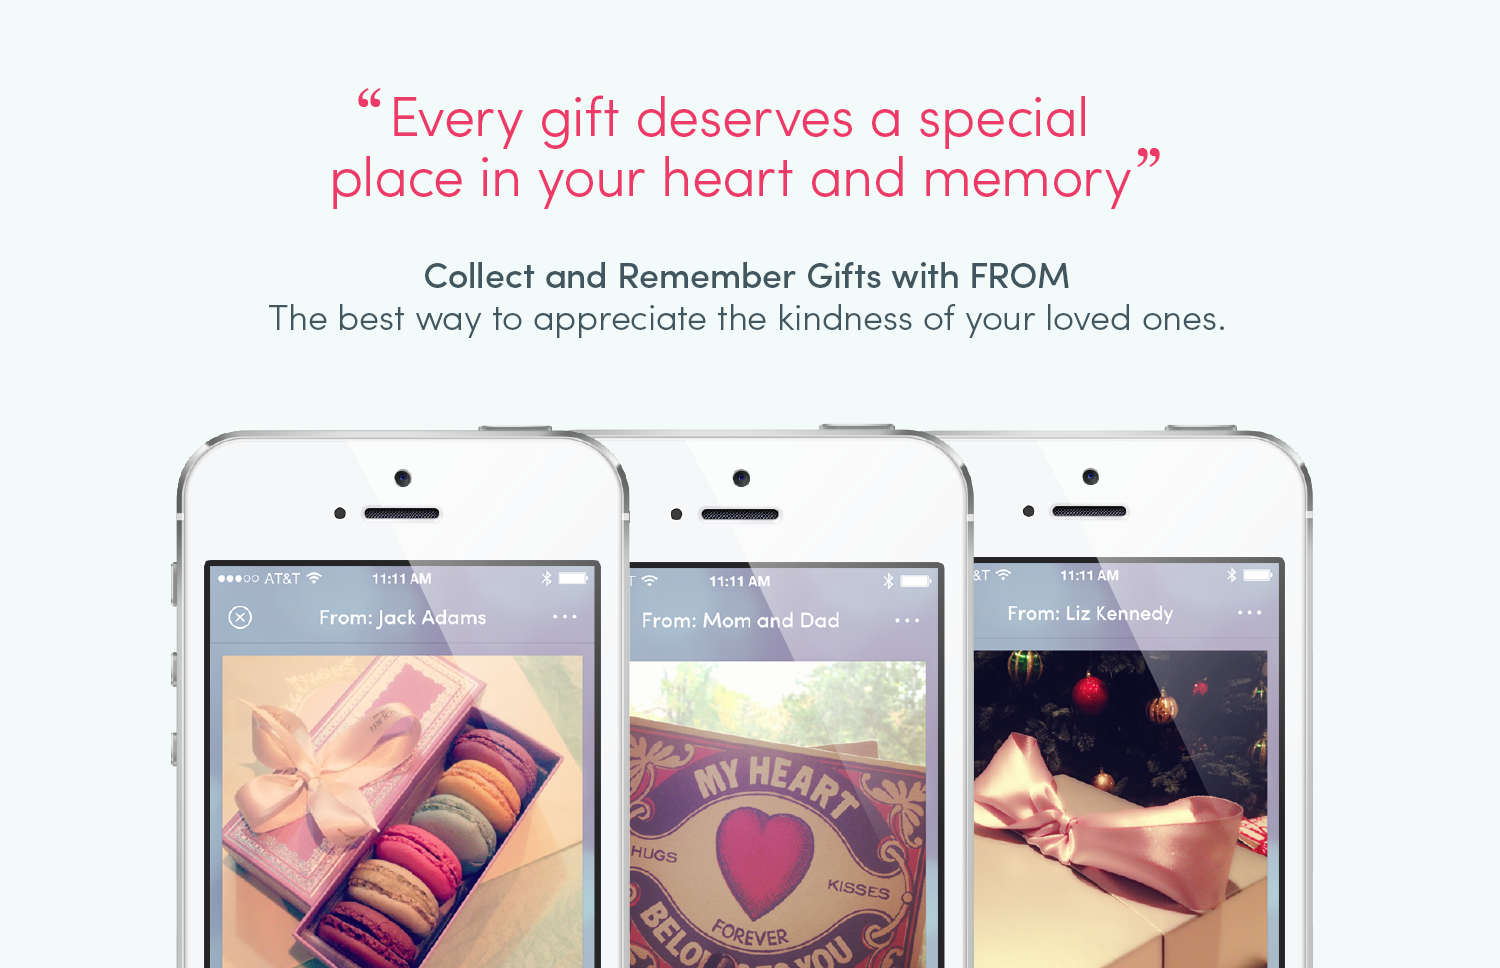 “Every gift deserves a special
place in your heart and memory”
Collect and Remember Gifts with FROM
The best way to appreciate the kindness of your loved ones.
AT&T 11:11 AM
From: Jack Adams
T 11:11 AM
From: Mom and Dad
MY HEART
HUGS
KISSES
FOREVER
YOU
&T 11:11 AM
From: Liz Kennedy